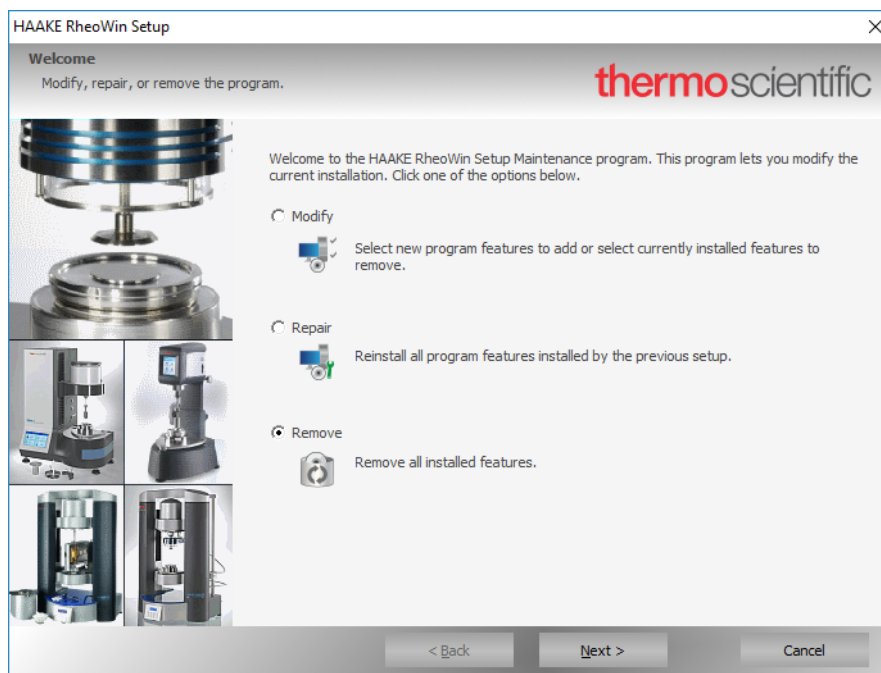 HAAKE RheoWin Setup
Welcome
Modify, repair, or remove the program.
thermoscientific
Welcome to the HAAKE RheoWin Setup Maintenance program. This program lets you modify the
current installation. Click one of the options below.
Modify
Select new program features to add or select currently installed features to
remove.
Repair
Reinstall all program features installed by the previous setup.
Remove
Remove all installed features.
< Back
Next >
Cancel